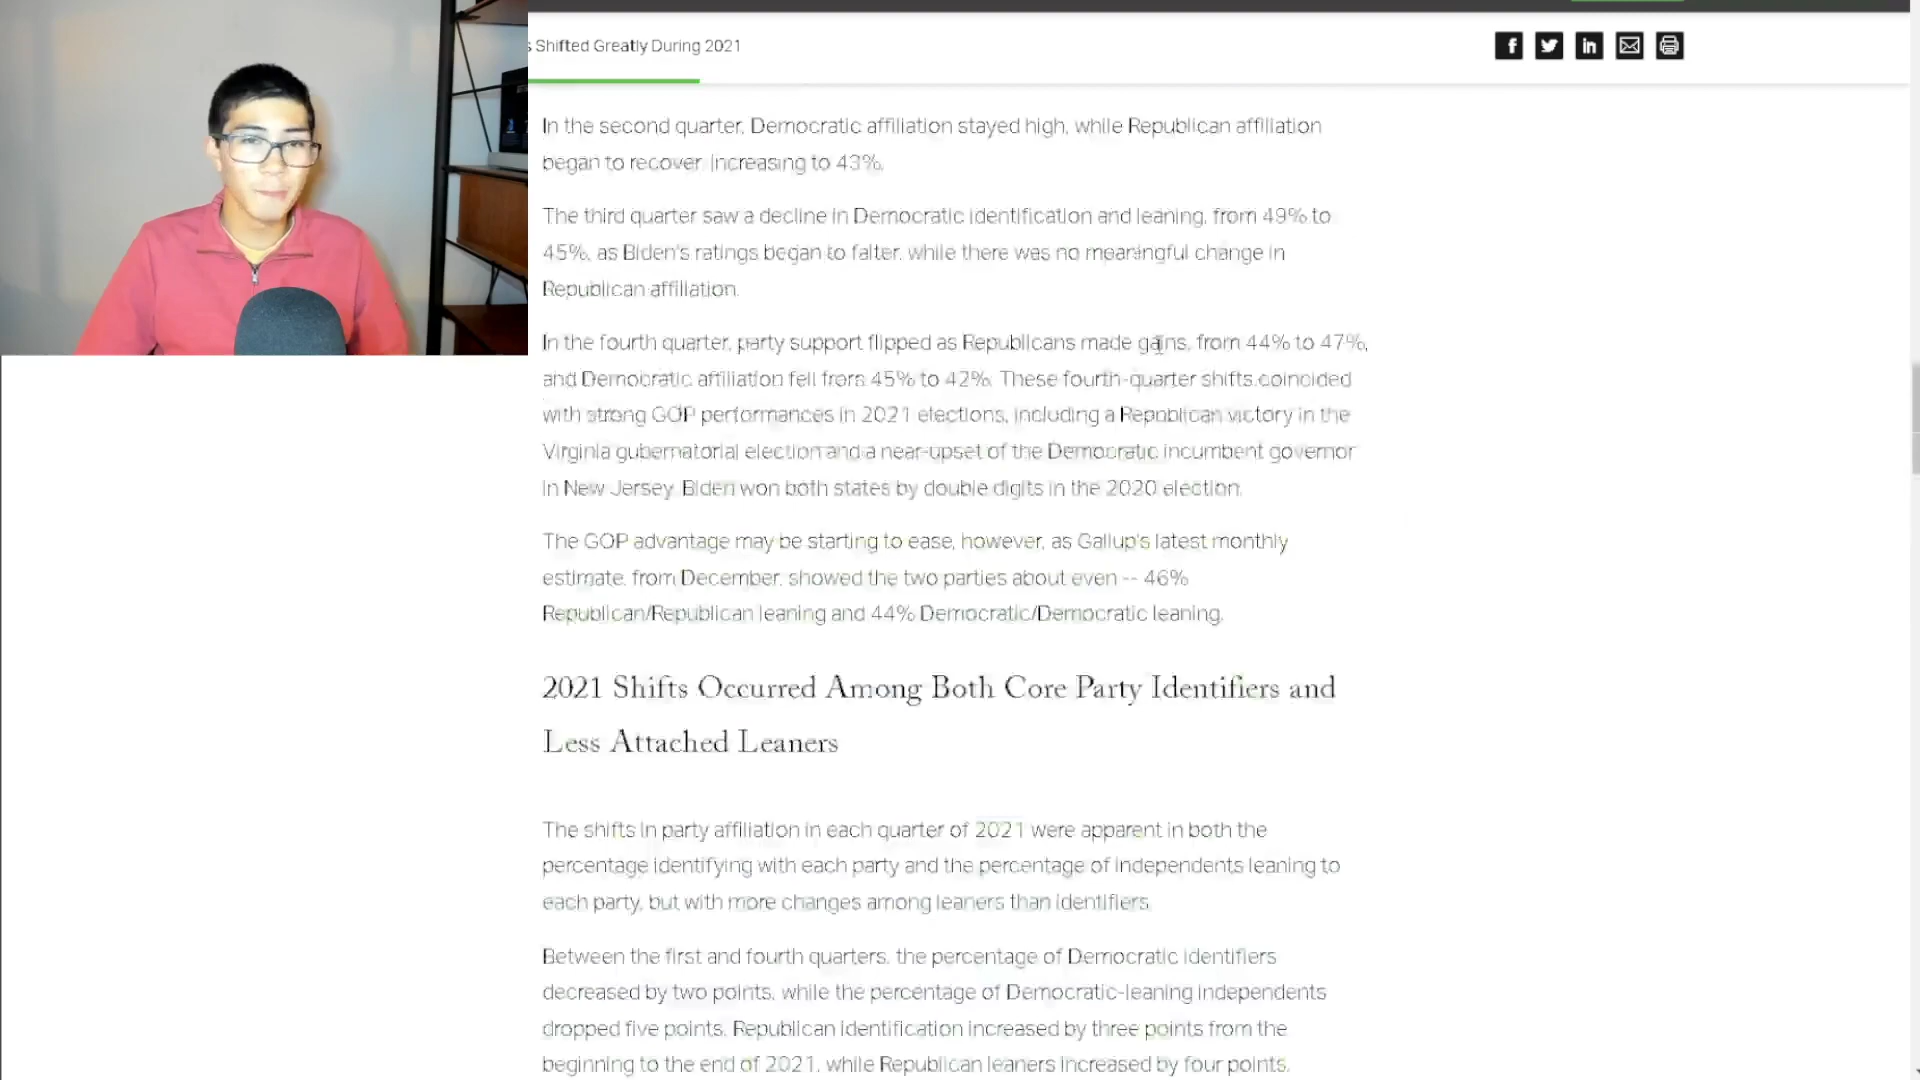 s Shifted Greatly During 2021
In the second quarter, Democratic affiliation stayed high, while Republican affiliation
began to recover, increasing to 43%.
The third quarter saw a decline in Democratic identification and leaning, from 49% to
45%, as Biden's ratings began to falter, while there was no meaningful change in
Republican affiliation.
In the fourth quarter, party support flipped as Republicans made gains, from 44% to 47%,
and Democratic affiliation fell from 45% to 42%. These fourth-quarter shifts coincided
with strong GOP performances in 2021 elections, including a Republican victory in the
Virginia gubernatorial election and a near-upset of the Democratic incumbent governor
in New Jersey. Biden won both states by double digits in the 2020 election.
The GOP advantage may be starting to ease, however, as Gallup's latest monthly
estimate, from December, showed the two parties about even -- 46%
Republican/Republican leaning and 44% Democratic/Democratic leaning.
2021 Shifts Occurred Among Both Core Party Identifiers and
Less Attached Leaners
The shifts in party affiliation in each quarter of 2021 were apparent in both the
percentage identifying with each party and the percentage of independents leaning to
each party, but with more changes among leaners than identifiers.
Between the first and fourth quarters, the percentage of Democratic identifiers
decreased by two points, while the percentage of Democratic-leaning independents
dropped five points. Republican identification increased by three points from the
beginning to the end of 2021, while Republican leaners increased by four points.